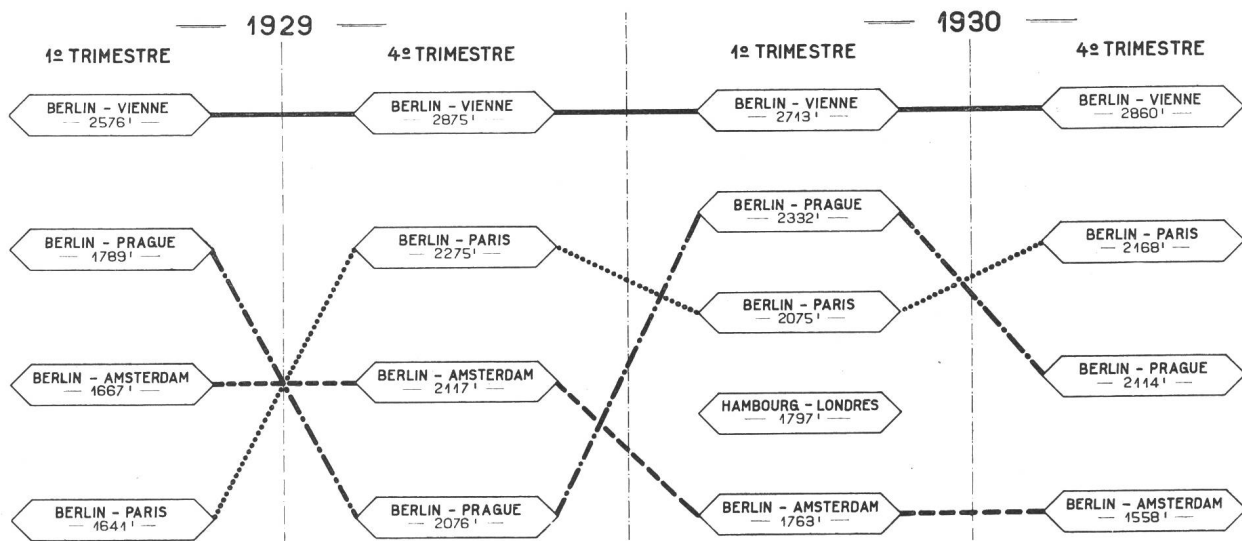 1929
1930
1º TRIMESTRE
4º TRIMESTRE
1º TRIMESTRE
4º TRIMESTRE
BERLIN - VIENNE
2576'
BERLIN - VIENNE
2875'
BERLIN - VIENNE
2713'
BERLIN - VIENNE
2860'
BERLIN - PRAGUE
1789'
BERLIN - PARIS
2275'
BERLIN - PRAGUE
2332'
BERLIN - PARIS
2168'
BERLIN - PARIS
2075'
BERLIN - AMSTERDAM
1667'
BERLIN - AMSTERDAM
2117'
HAMBOURG - LONDRES
1797'
BERLIN - PRAGUE
2114'
BERLIN - PARIS
1641'
BERLIN - PRAGUE
2076'
BERLIN - AMSTERDAM
1763'
BERLIN - AMSTERDAM
1558'